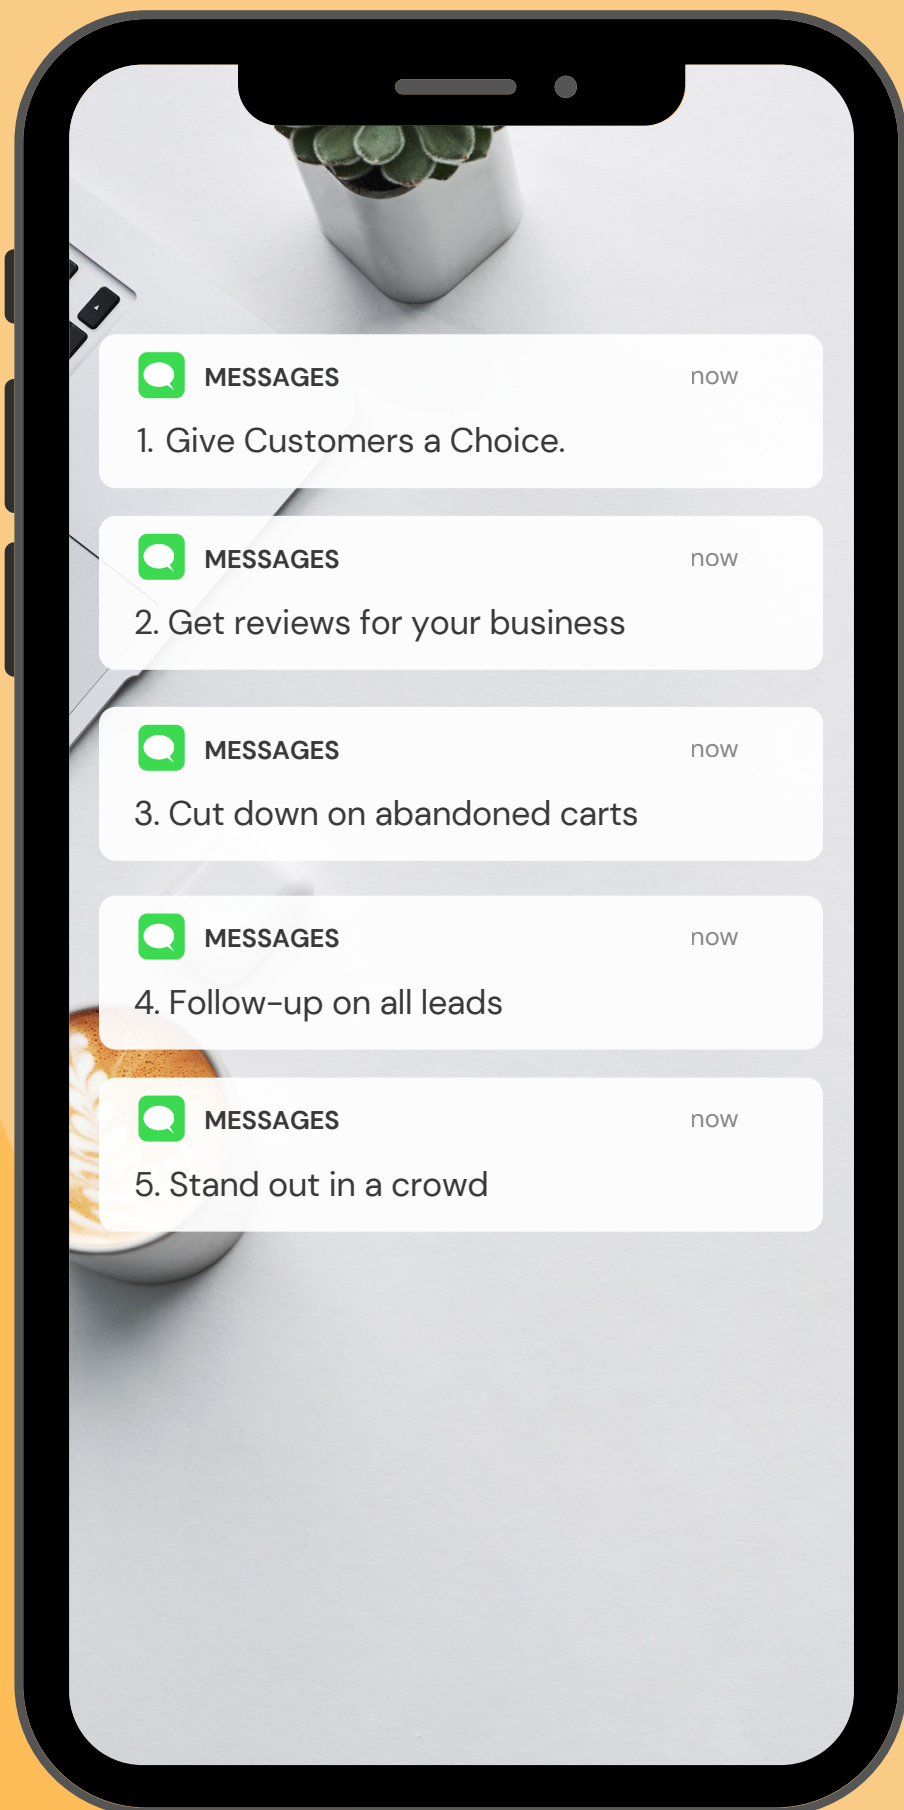 MESSAGES now
1. Give Customers a Choice.
MESSAGES now
2. Get reviews for your business
MESSAGES now
3. Cut down on abandoned carts
MESSAGES now
4. Follow-up on all leads
MESSAGES now
5. Stand out in a crowd